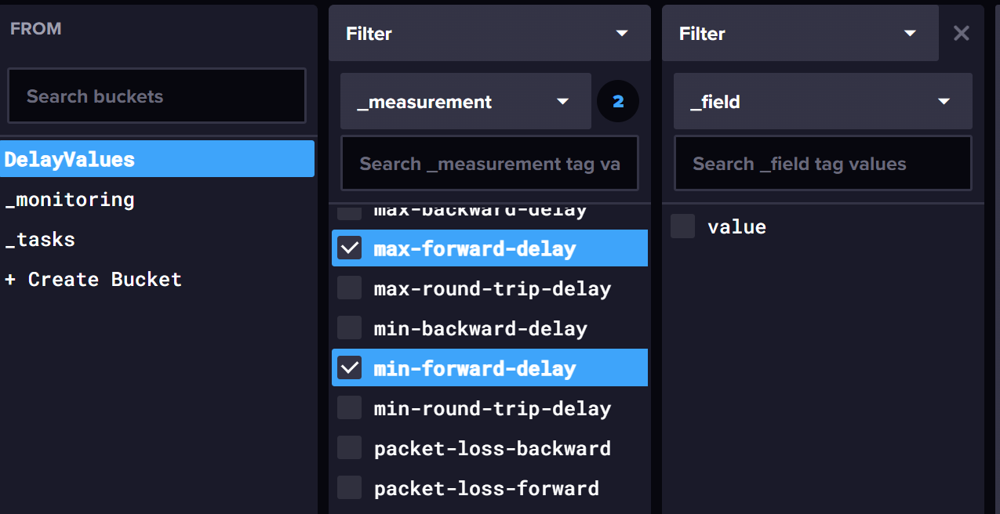 FROM
Search buckets
DelayValues
_monitoring
_tasks
+ Create Bucket
Filter
_measurement
2
Search _measurement tag va
max-backward-delay
max-forward-delay
max-round-trip-delay
min-backward-delay
min-forward-delay
min-round-trip-delay
packet-loss-backward
packet-loss-forward
Filter
_field
Search _field tag values
value